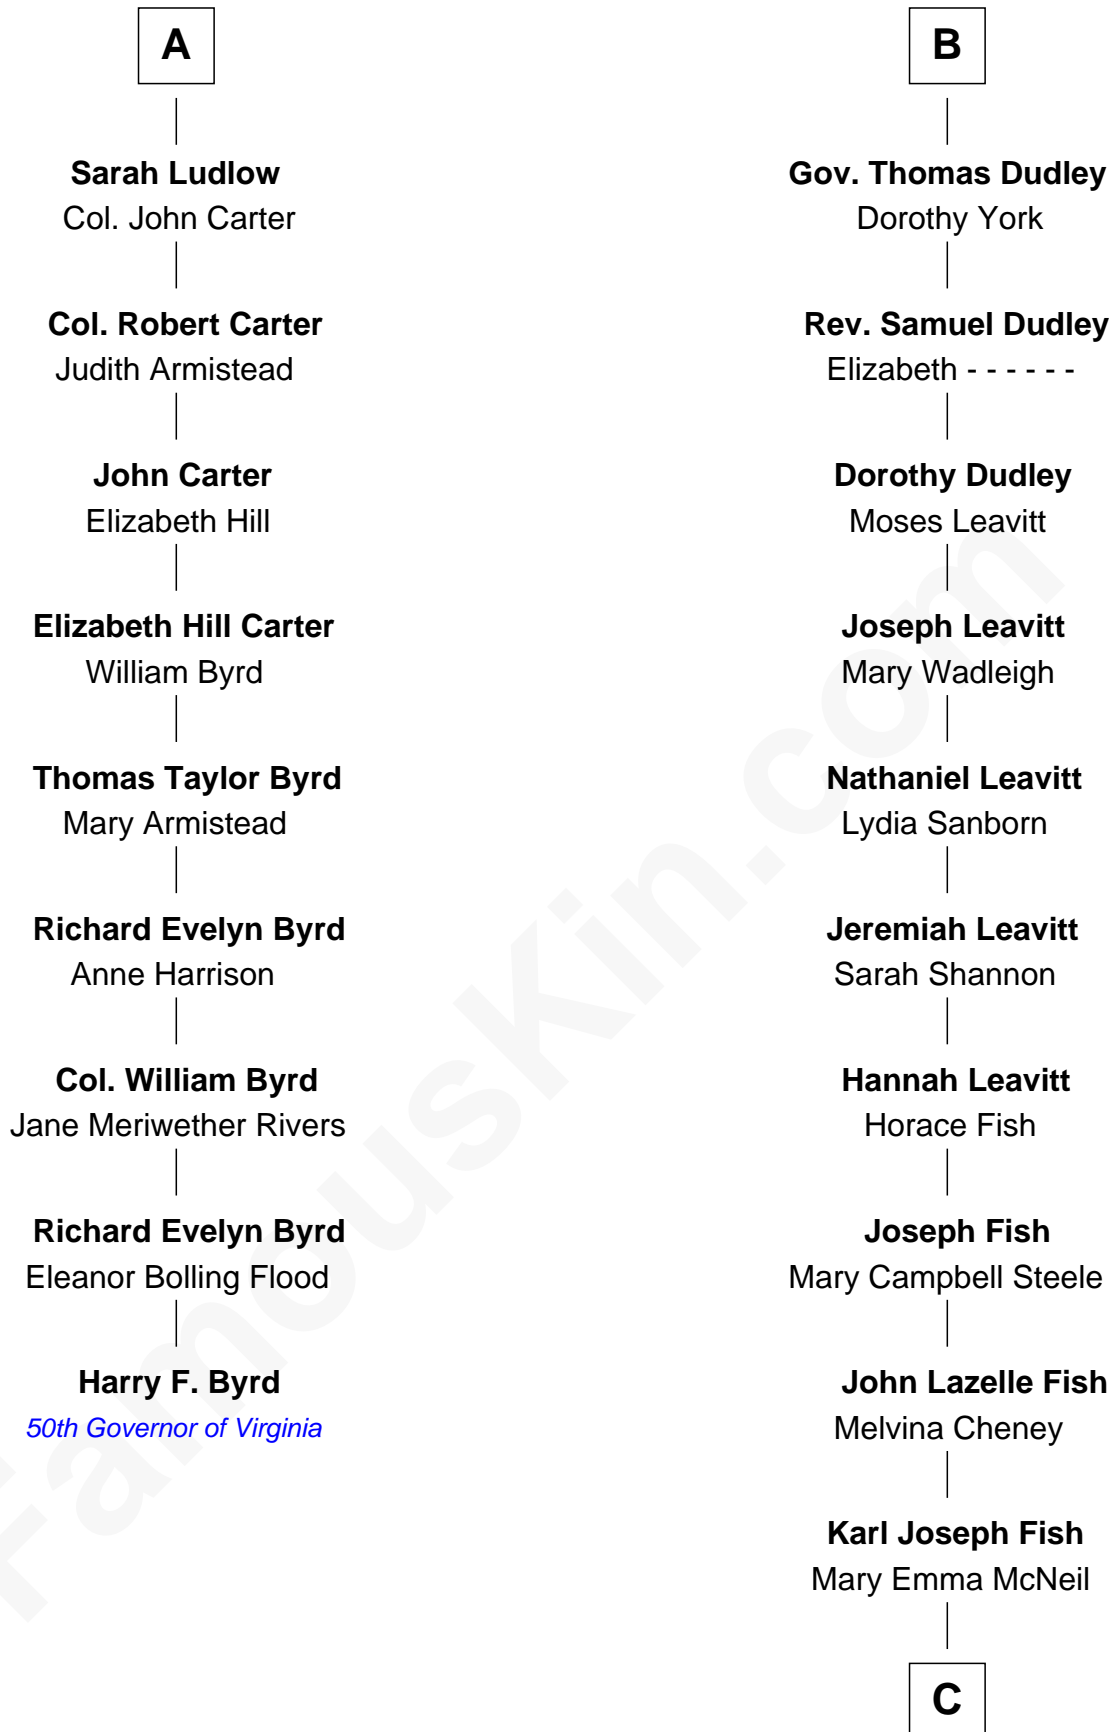 A
Sarah Ludlow
Col. John Carter
Col. Robert Carter
Judith Armistead
John Carter
Elizabeth Hill
Elizabeth Hill Carter
William Byrd
Thomas Taylor Byrd
Mary Armistead
Richard Evelyn Byrd
Anne Harrison
Col. William Byrd
Jane Meriwether Rivers
Richard Evelyn Byrd
Eleanor Bolling Flood
Harry F. Byrd
50th Governor of Virginia
B
Gov. Thomas Dudley
Dorothy York
Rev. Samuel Dudley
Elizabeth - - - - - -
Dorothy Dudley
Moses Leavitt
Joseph Leavitt
Mary Wadleigh
Nathaniel Leavitt
Lydia Sanborn
Jeremiah Leavitt
Sarah Shannon
Hannah Leavitt
Horace Fish
Joseph Fish
Mary Campbell Steele
John Lazelle Fish
Melvina Cheney
Karl Joseph Fish
Mary Emma McNeil
C
FamousKin.com